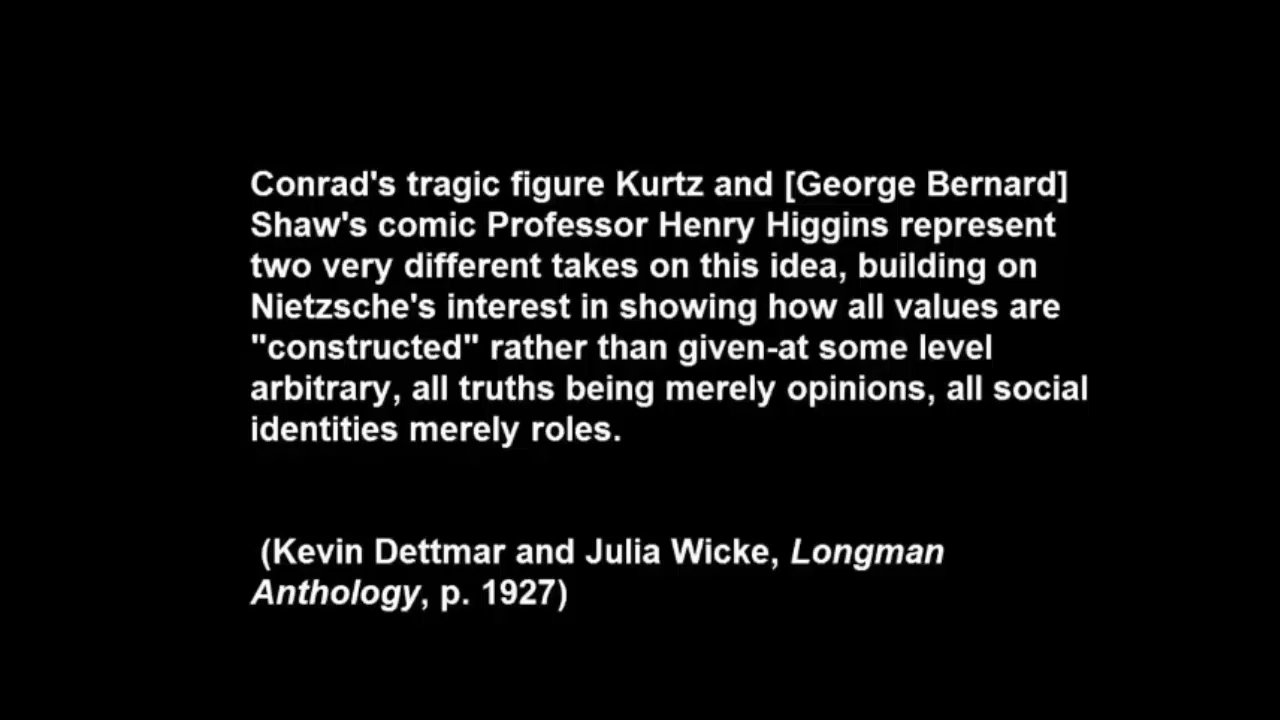 Conrad's tragic figure Kurtz and [George Bernard]
Shaw's comic Professor Henry Higgins represent
two very different takes on this idea, building on
Nietzsche's interest in showing how all values are
"constructed" rather than given-at some level
arbitrary, all truths being merely opinions, all social
identities merely roles.
(Kevin Dettmar and Julia Wicke, Longman
Anthology, p. 1927)